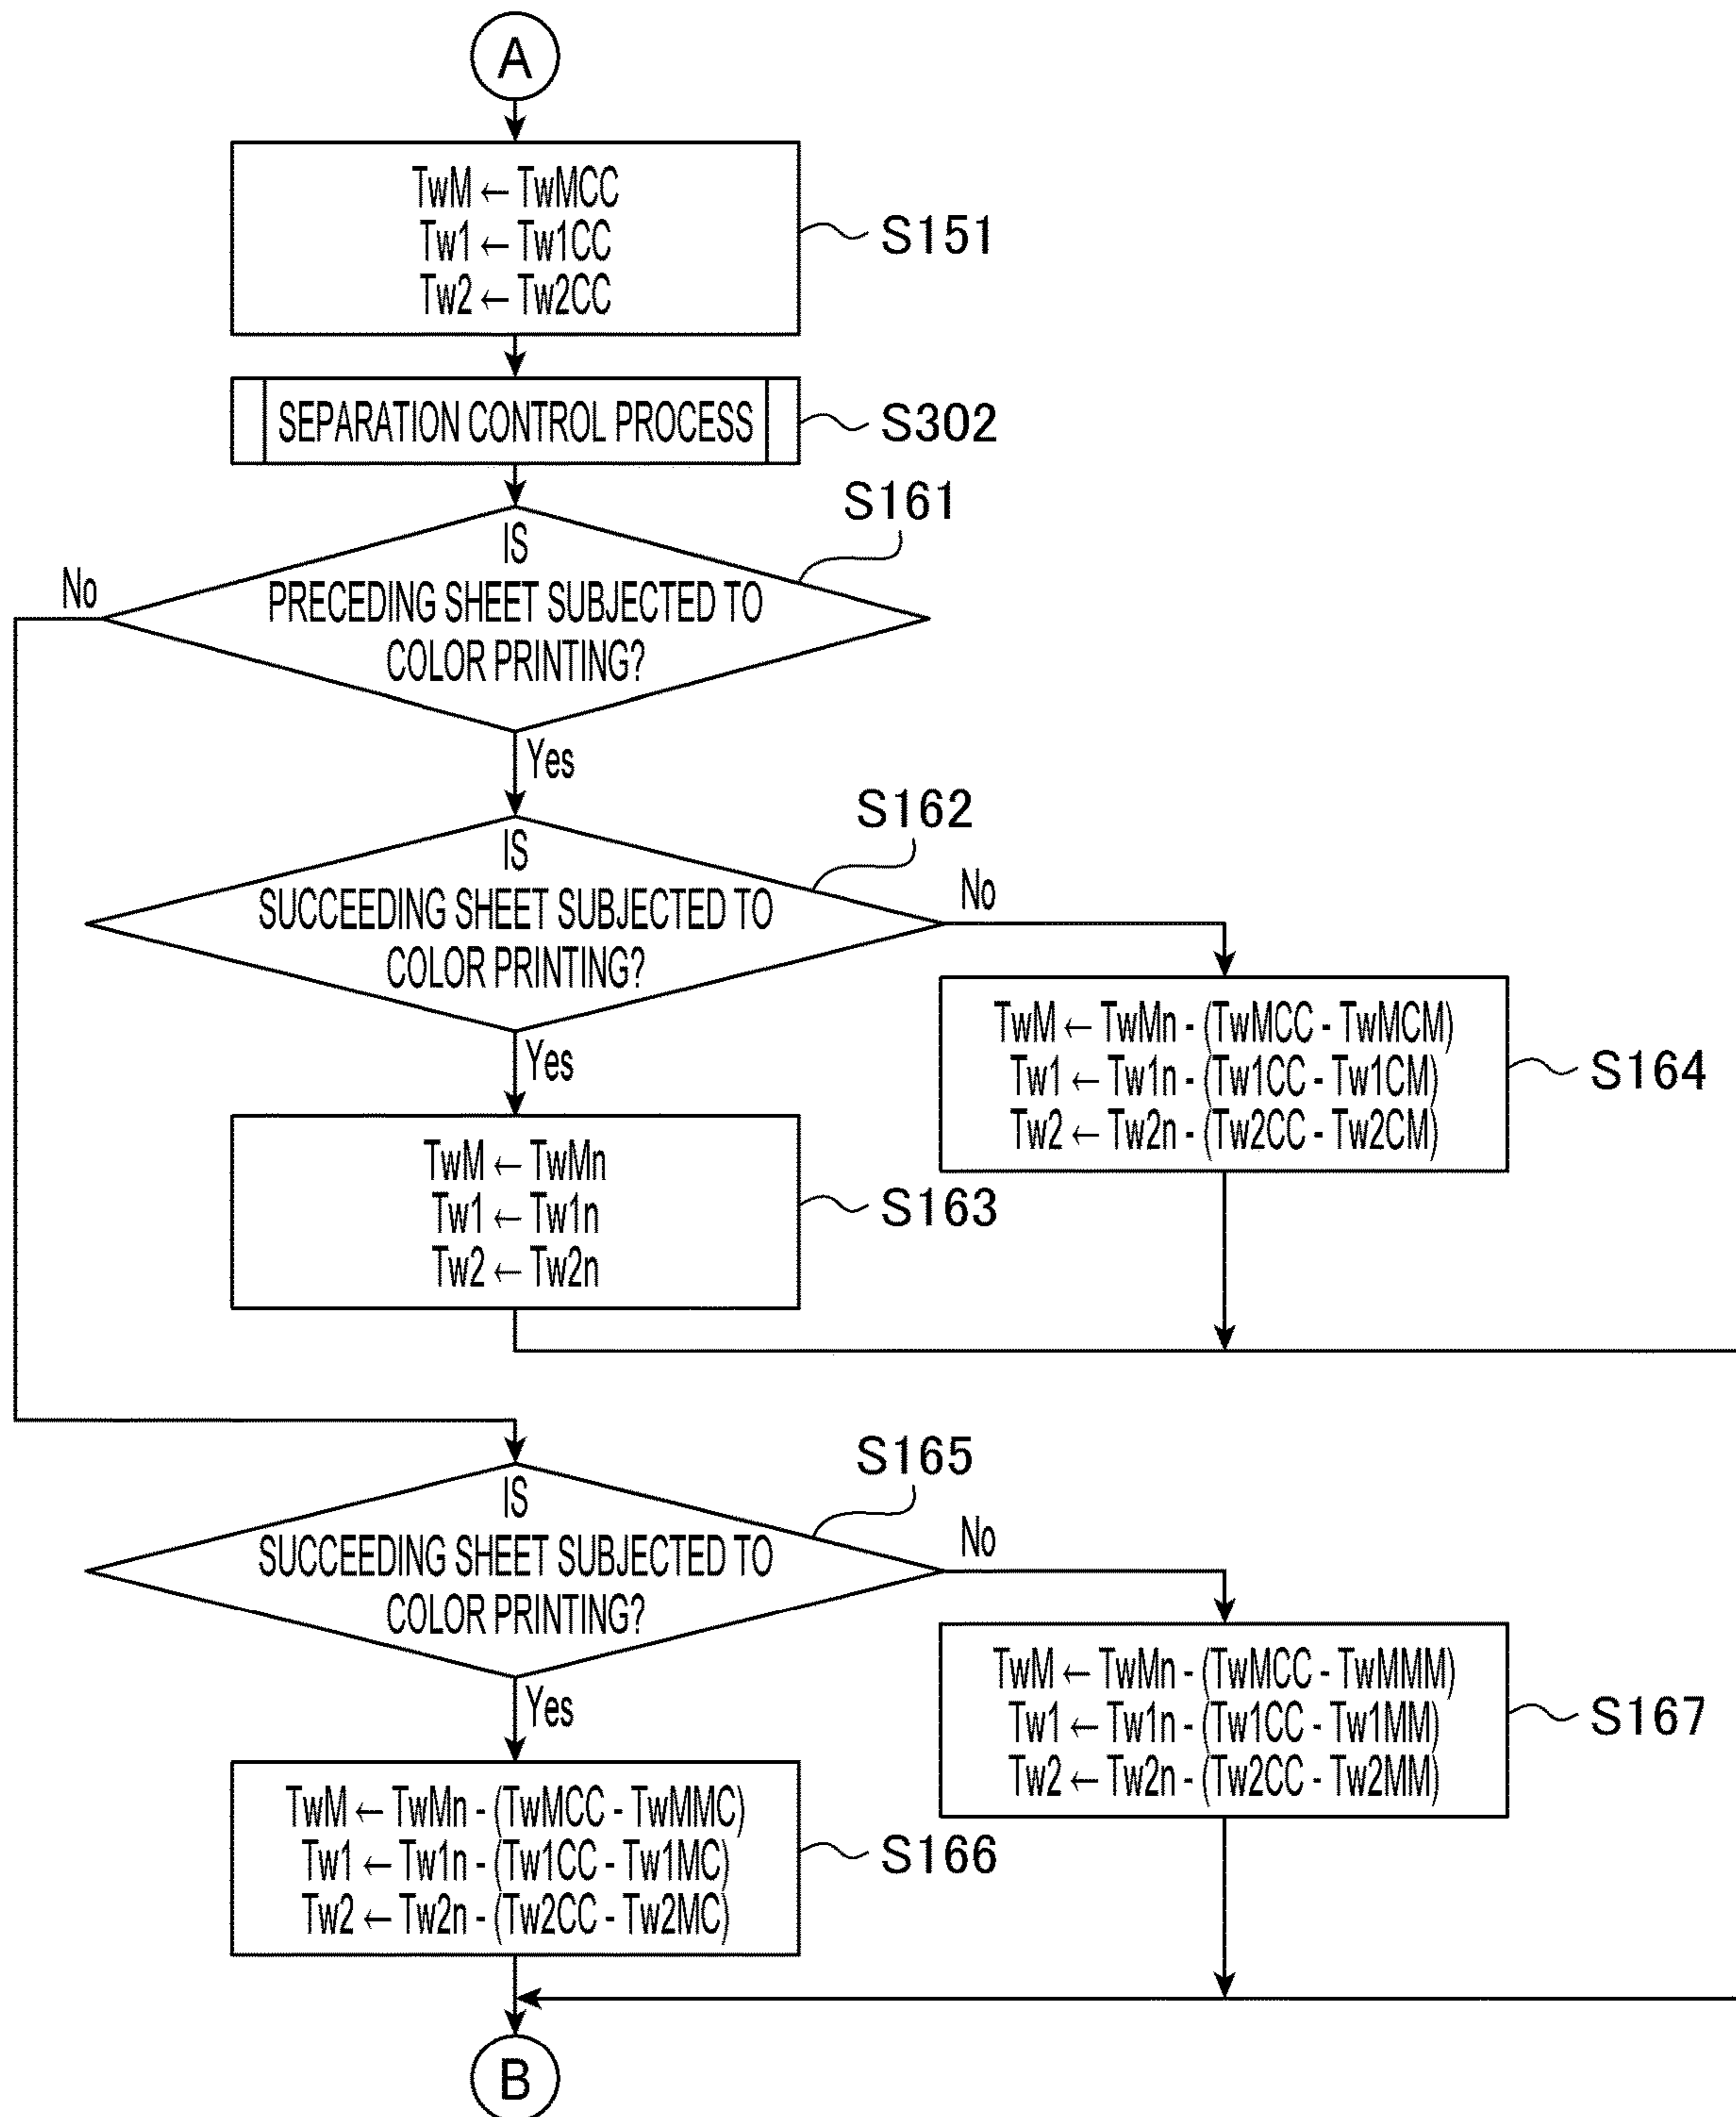 A
TwM ← TwMCC
Tw1 ← Tw1CC
Tw2 ← Tw2CC
S151
SEPARATION CONTROL PROCESS
S302
S161
IS
PRECEDING SHEET SUBJECTED TO
COLOR PRINTING?
No
Yes
S162
IS
SUCCEEDING SHEET SUBJECTED TO
COLOR PRINTING?
No
Yes
TwM ← TwMn - (TwMCC - TwMCM)
Tw1 ← Tw1n - (Tw1CC - Tw1CM)
Tw2 ← Tw2n - (Tw2CC - Tw2CM)
S164
TwM ← TwMn
Tw1 ← Tw1n
Tw2 ← Tw2n
S163
S165
IS
SUCCEEDING SHEET SUBJECTED TO
COLOR PRINTING?
No
Yes
TwM ← TwMn - (TwMCC - TwMMM)
Tw1 ← Tw1n - (Tw1CC - Tw1MM)
Tw2 ← Tw2n - (Tw2CC - Tw2MM)
S167
TwM ← TwMn - (TwMCC - TwMMC)
Tw1 ← Tw1n - (Tw1CC - Tw1MC)
Tw2 ← Tw2n - (Tw2CC - Tw2MC)
S166
B